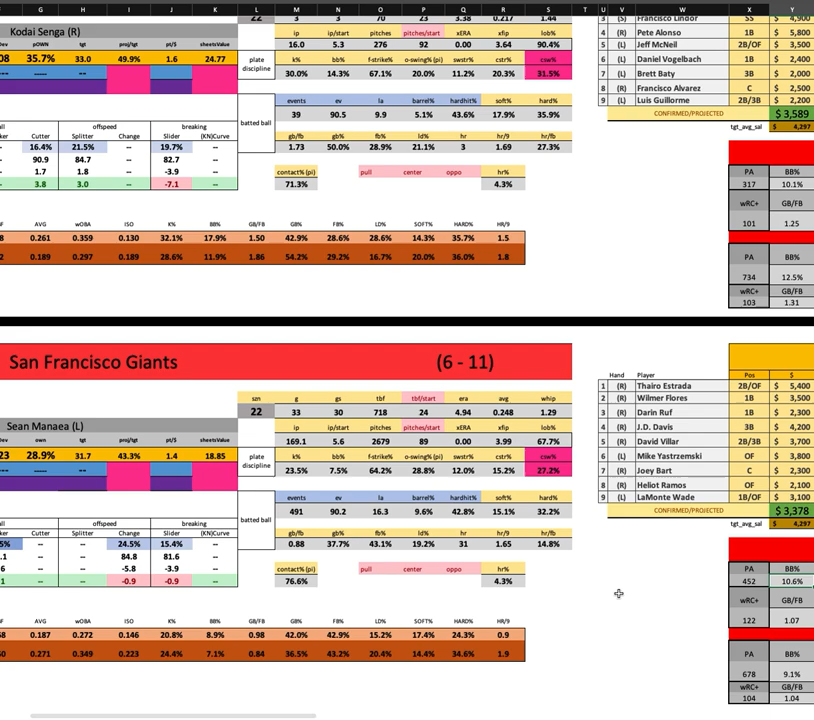 G H I J K L M N O P Q R S T U V W X Y
22 3 3 70 23 3.38 0.217 1.44 3 (S) Francisco Lindor SS $ 4,900
Kodai Senga (R) ip ip/start pitches pitches/start xERA xfip lob% 4 (R) Pete Alonso 1B $ 5,800
Dev pOWN tgt proj/tgt pt/$ sheetsValue 16.0 5.3 276 92 0.00 3.64 90.4% 5 (L) Jeff McNeil 2B/OF $ 3,500
08 35.7% 33.0 49.9% 1.6 24.77 plate discipline k% bb% f-strike% o-swing% (pi) swstr% cstr% csw% 6 (L) Daniel Vogelbach 1B $ 2,400
--- --- -- 30.0% 14.3% 67.1% 20.0% 11.2% 20.3% 31.5% 7 (L) Brett Baty 3B $ 2,000
8 (R) Francisco Alvarez C $ 2,500
batted ball events ev la barrel% hardhit% soft% hard% 9 (L) Luis Guillorme 2B/3B $ 2,200
39 90.5 9.9 5.1% 43.6% 17.9% 35.9% CONFIRMED/PROJECTED $ 3,589
offspeed breaking tgt_avg_sal $ 4,297
Cutter Splitter Change Slider (KN)Curve gb/fb gb% fb% ld% hr hr/9 hr/fb
16.4% 21.5% -- 19.7% -- 1.73 50.0% 28.9% 21.1% 3 1.69 27.3%
90.9 84.7 -- 82.7 --
1.7 1.8 -- -3.9 -- contact% (pi) pull center oppo hr% PA BB%
3.8 3.0 -- -7.1 -- 71.3% 4.3% 317 10.1%
wRC+ GB/FB
AVG wOBA ISO K% BB% GB/FB GB% FB% LD% SOFT% HARD% HR/9 101 1.25
0.261 0.359 0.130 32.1% 17.9% 1.50 42.9% 28.6% 28.6% 14.3% 35.7% 1.5
0.189 0.297 0.189 28.6% 11.9% 1.86 54.2% 29.2% 16.7% 20.0% 36.0% 1.8 PA BB%
734 12.5%
wRC+ GB/FB
103 1.31
San Francisco Giants (6 - 11)
Hand Player Pos $
1 (R) Thairo Estrada 2B/OF $ 5,400
szn g gs tbf tbf/start era avg whip 2 (R) Wilmer Flores 1B $ 3,500
22 33 30 718 24 4.94 0.248 1.29 3 (R) Darin Ruf 1B $ 2,300
Sean Manaea (L) ip ip/start pitches pitches/start xERA xfip lob% 4 (R) J.D. Davis 3B $ 4,200
Dev own tgt proj/tgt pt/$ sheetsValue 169.1 5.6 2679 89 0.00 3.99 67.7% 5 (R) David Villar 2B/3B $ 3,700
23 28.9% 31.7 43.3% 1.4 18.85 plate discipline k% bb% f-strike% o-swing% (pi) swstr% cstr% csw% 6 (L) Mike Yastrzemski OF $ 3,800
--- ----- -- 23.5% 7.5% 64.2% 28.8% 12.0% 15.2% 27.2% 7 (R) Joey Bart C $ 2,300
8 (R) Heliot Ramos OF $ 2,100
batted ball events ev la barrel% hardhit% soft% hard% 9 (L) LaMonte Wade 1B/OF $ 3,100
491 90.2 16.3 9.6% 42.8% 15.1% 32.2% CONFIRMED/PROJECTED $ 3,378
offspeed breaking tgt_avg_sal $ 4,297
Cutter Splitter Change Slider (KN)Curve gb/fb gb% fb% ld% hr hr/9 hr/fb
-- -- 24.5% 15.4% -- 0.88 37.7% 43.1% 19.2% 31 1.65 14.8%
-- -- 84.8 81.6 --
-- -- -5.8 -3.9 -- contact% (pi) pull center oppo hr% PA BB%
-- -- -0.9 -0.9 -- 76.6% 4.3% 452 10.6%
wRC+ GB/FB
AVG wOBA ISO K% BB% GB/FB GB% FB% LD% SOFT% HARD% HR/9 122 1.07
0.187 0.272 0.146 20.8% 8.9% 0.98 42.0% 42.9% 15.2% 17.4% 24.3% 0.9
0.271 0.349 0.223 24.4% 7.1% 0.84 36.5% 43.2% 20.4% 14.4% 34.6% 1.9 PA BB%
678 9.1%
wRC+ GB/FB
104 1.04